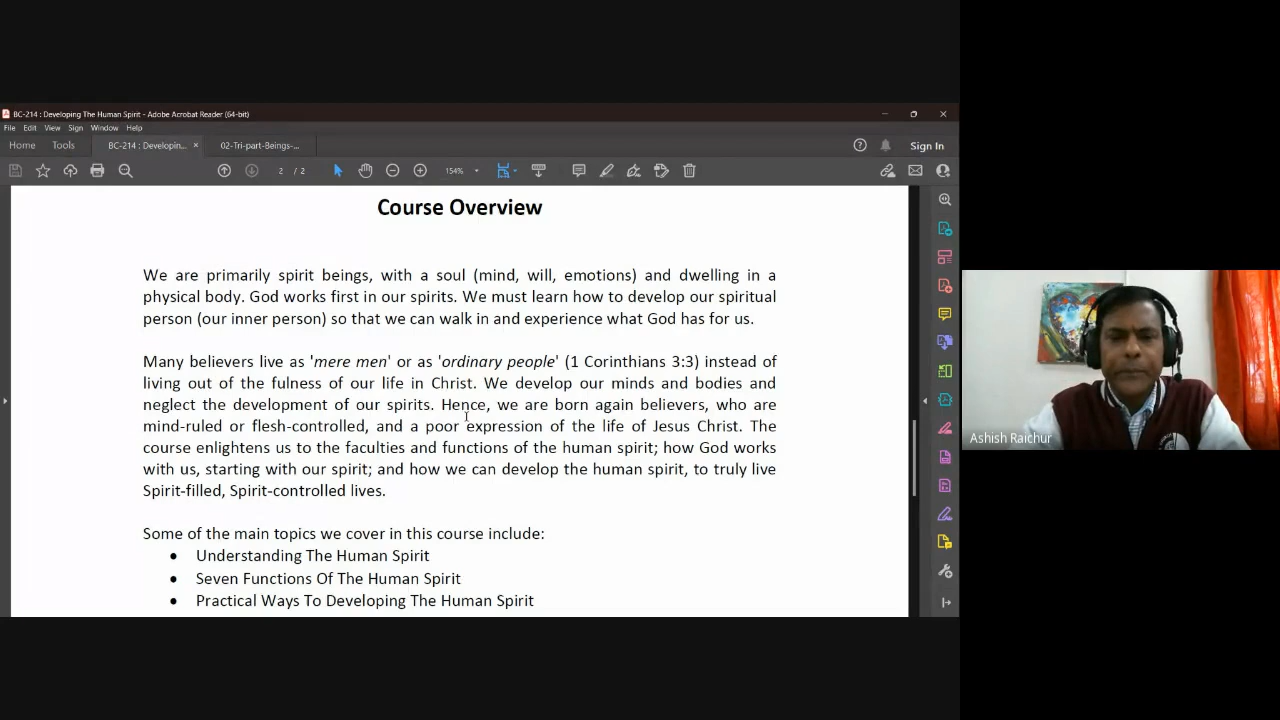 BC-214 : Developing The Human Spirit - Adobe Acrobat Reader (64-bit)
File Edit View Sign Window Help
Home Tools BC-214 : Developin... × 02-Tri-part-Beings-... Sign In
2 / 2 154%
Course Overview
We are primarily spirit beings, with a soul (mind, will, emotions) and dwelling in a
physical body. God works first in our spirits. We must learn how to develop our spiritual
person (our inner person) so that we can walk in and experience what God has for us.
Many believers live as 'mere men' or as 'ordinary people' (1 Corinthians 3:3) instead of
living out of the fulness of our life in Christ. We develop our minds and bodies and
neglect the development of our spirits. Hence, we are born again believers, who are
mind-ruled or flesh-controlled, and a poor expression of the life of Jesus Christ. The
course enlightens us to the faculties and functions of the human spirit; how God works
with us, starting with our spirit; and how we can develop the human spirit, to truly live
Spirit-filled, Spirit-controlled lives.
Some of the main topics we cover in this course include:
• Understanding The Human Spirit
• Seven Functions Of The Human Spirit
• Practical Ways To Developing The Human Spirit
Ashish Raichur